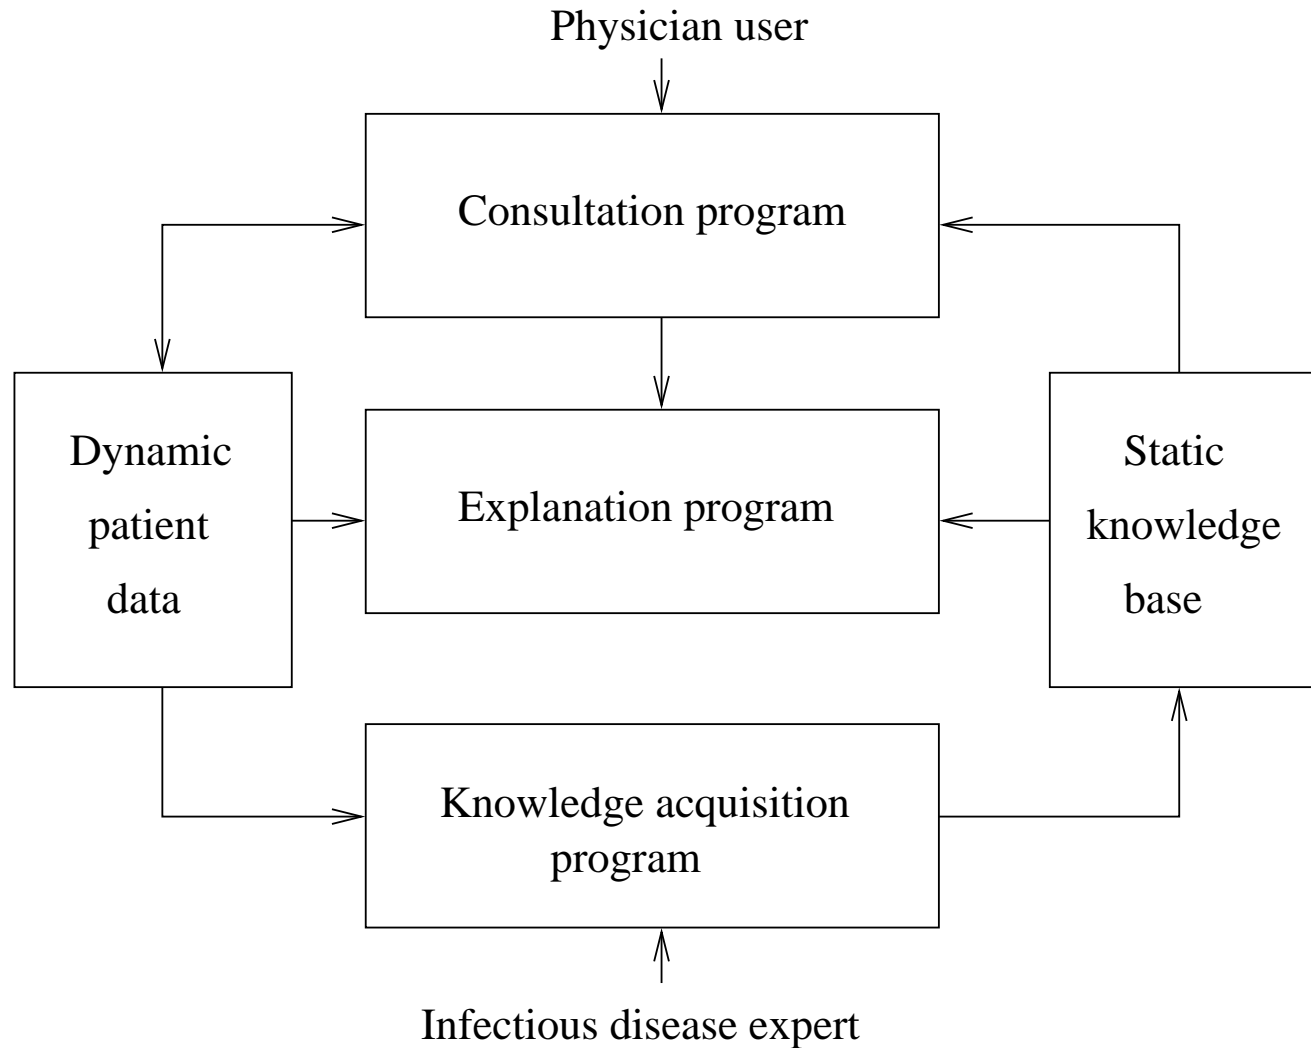 Physician user
Consultation program
Dynamic
patient
data
Explanation program
Static
knowledge
base
Knowledge acquisition
program
Infectious disease expert